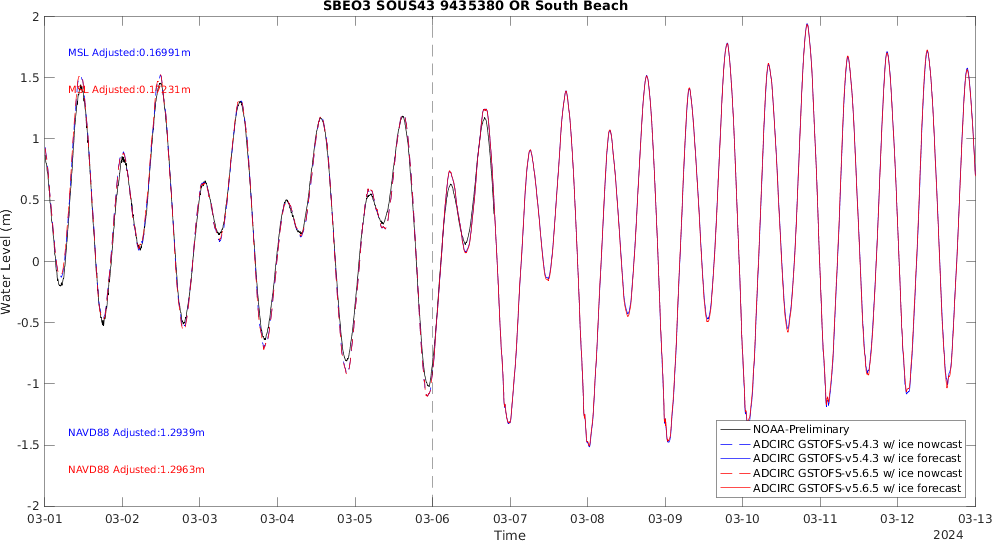 SBEO3 SOUS43 9435380 OR South Beach
MSL Adjusted:0.16991m
NAVD88 Adjusted:1.2939m
NAVD88 Adjusted:1.2963m
Water Level (m)
2
1.5
1
0.5
0
-0.5
-1
-1.5
-2
NOAA-Preliminary
ADCIRC GSTOFS-v5.4.3 w/ ice nowcast
ADCIRC GSTOFS-v5.4.3 w/ ice forecast
ADCIRC GSTOFS-v5.6.5 w/ ice nowcast
ADCIRC GSTOFS-v5.6.5 w/ ice forecast
03-01 03-02 03-03 03-04 03-05 03-06 03-07 03-08 03-09 03-10 03-11 03-12 03-13
Time
2024